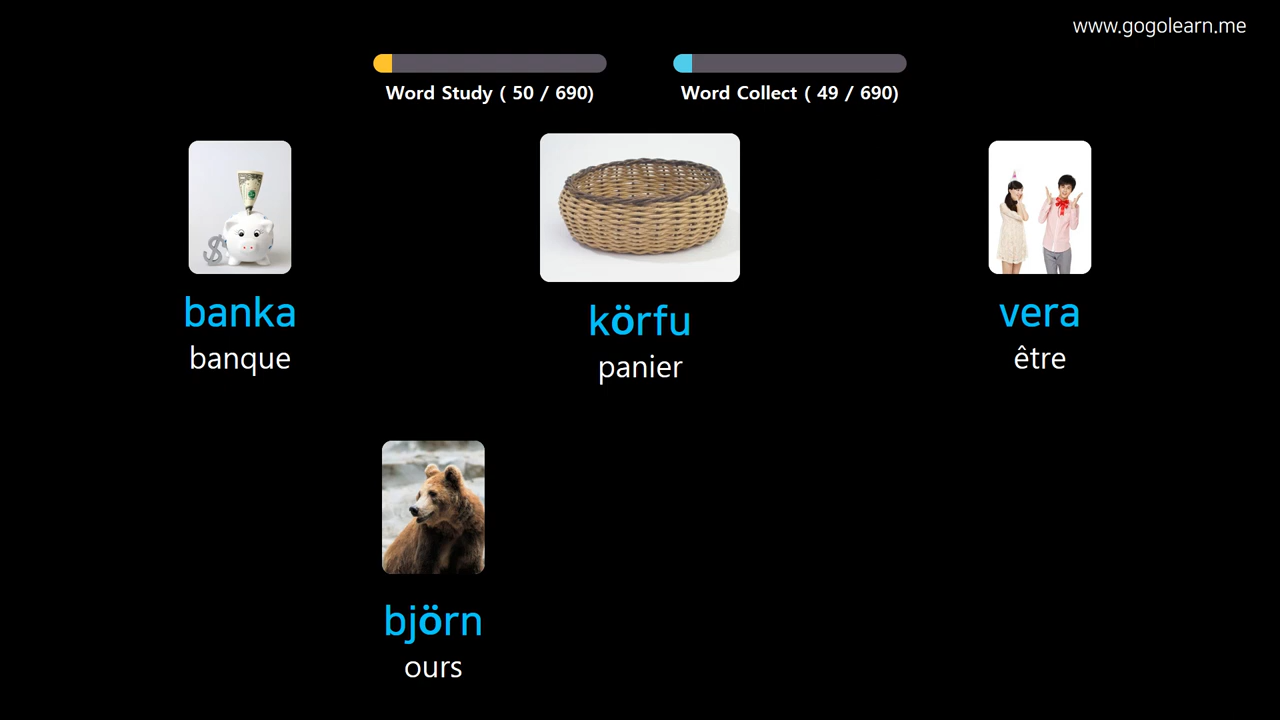 www.gogolearn.me
Word Study ( 50 / 690)
Word Collect ( 49 / 690)
banka
banque
körfu
panier
vera
être
björn
ours